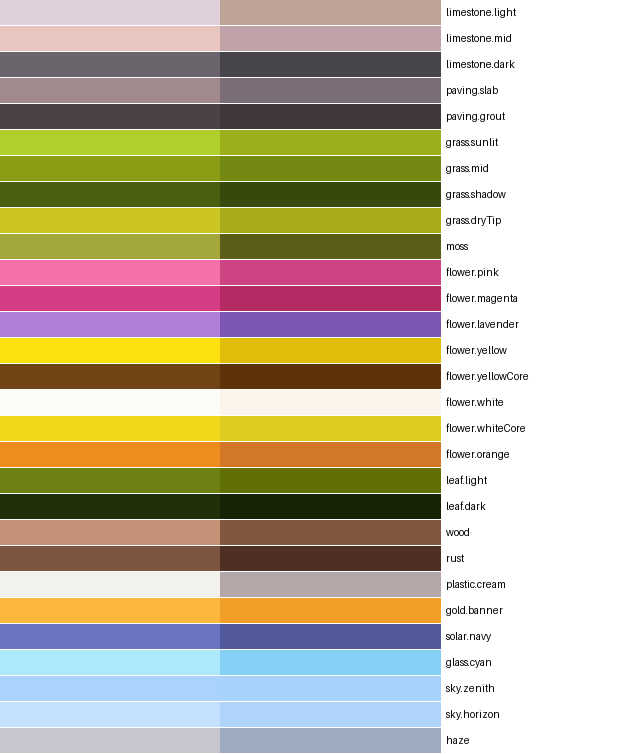 limestone.light
limestone.mid
limestone.dark
paving.slab
paving.grout
grass.sunlit
grass.mid
grass.shadow
grass.dryTip
moss
flower.pink
flower.magenta
flower.lavender
flower.yellow
flower.yellowCore
flower.white
flower.whiteCore
flower.orange
leaf.light
leaf.dark
wood
rust
plastic.cream
gold.banner
solar.navy
glass.cyan
sky.zenith
sky.horizon
haze